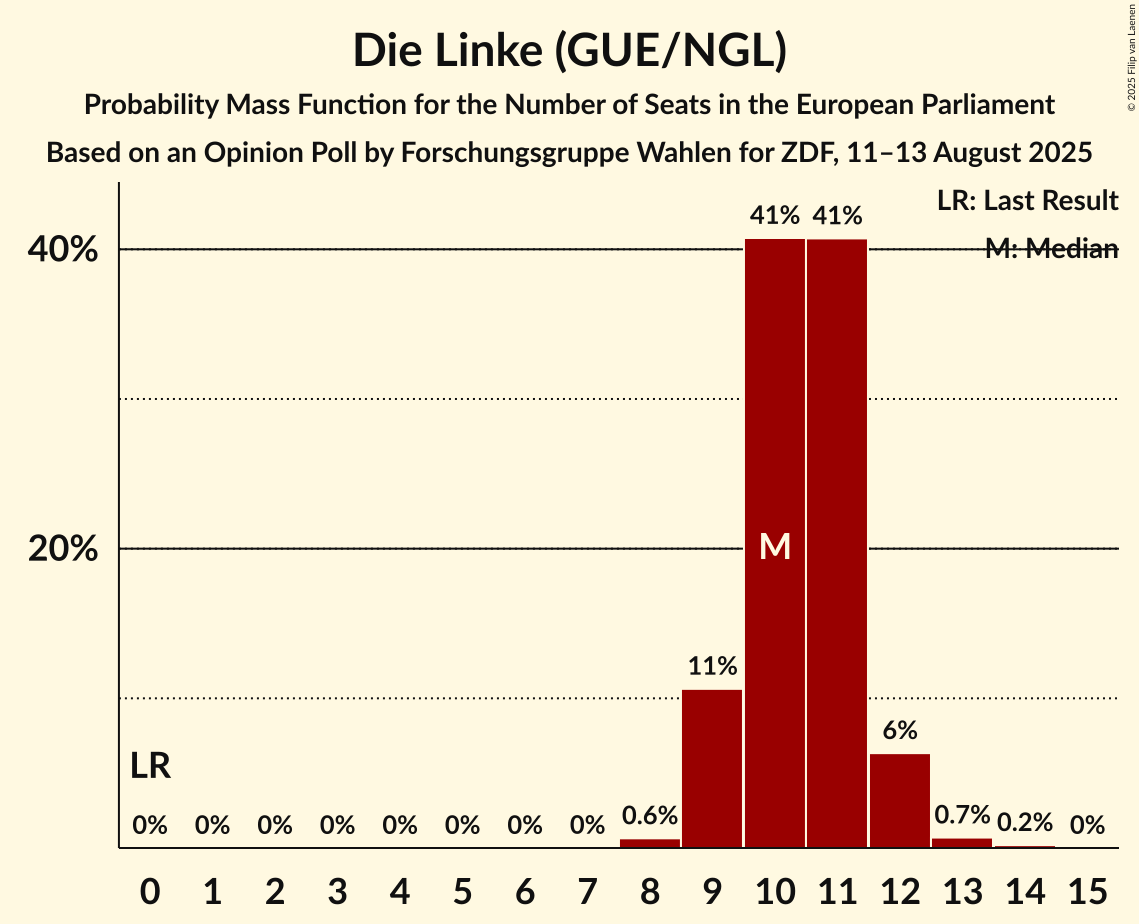 Die Linke (GUE/NGL)
Probability Mass Function for the Number of Seats in the European Parliament
Based on an Opinion Poll by Forschungsgruppe Wahlen for ZDF, 11–13 August 2025
© 2025 Filip van Laenen
LR: Last Result
M: Median
40%
20%
41% 41%
M
11%
6%
LR
0% 0% 0% 0% 0% 0% 0% 0% 0.6% 0.7% 0.2% 0%
0 1 2 3 4 5 6 7 8 9 10 11 12 13 14 15